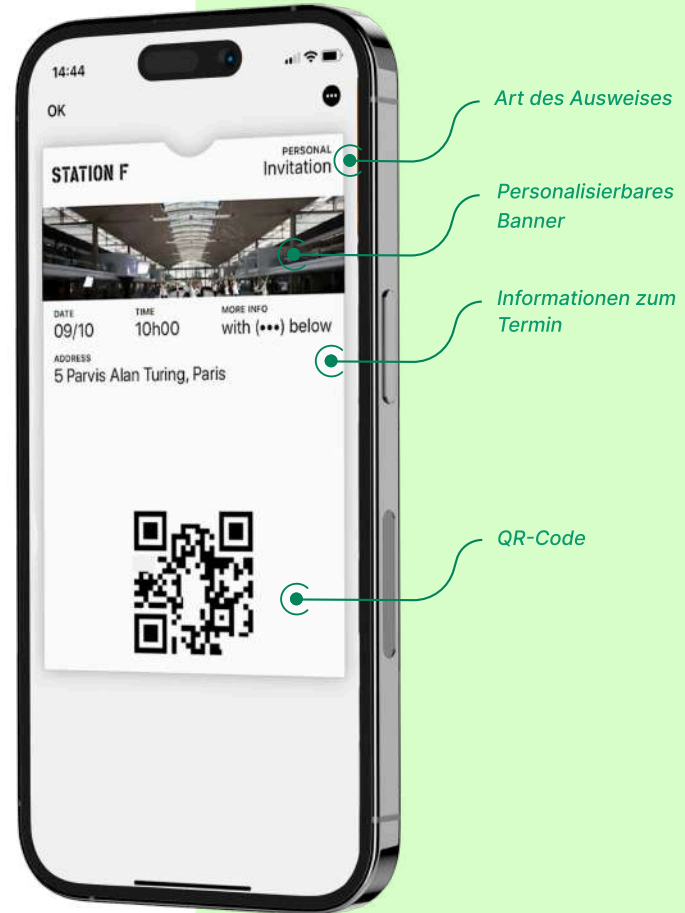 14:44
OK
STATION F
PERSONAL
Invitation
DATE
09/10
TIME
10h00
MORE INFO
with (•••) below
ADDRESS
5 Parvis Alan Turing, Paris
Art des Ausweises
Personalisierbares
Banner
Informationen zum
Termin
QR-Code